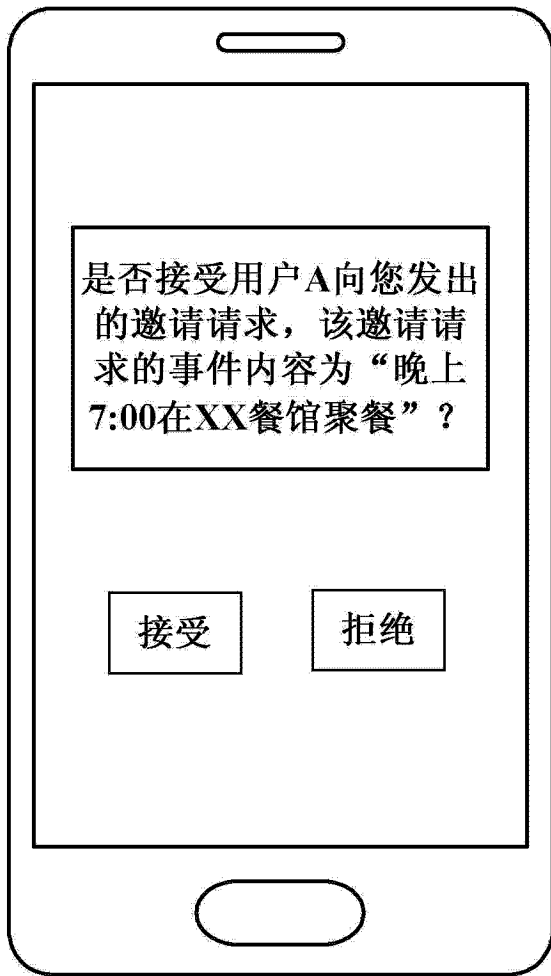 是否接受用户A向您发出
的邀请请求，该邀请请
求的事件内容为“晚上
7:00在XX餐馆聚餐”？
接受
拒绝